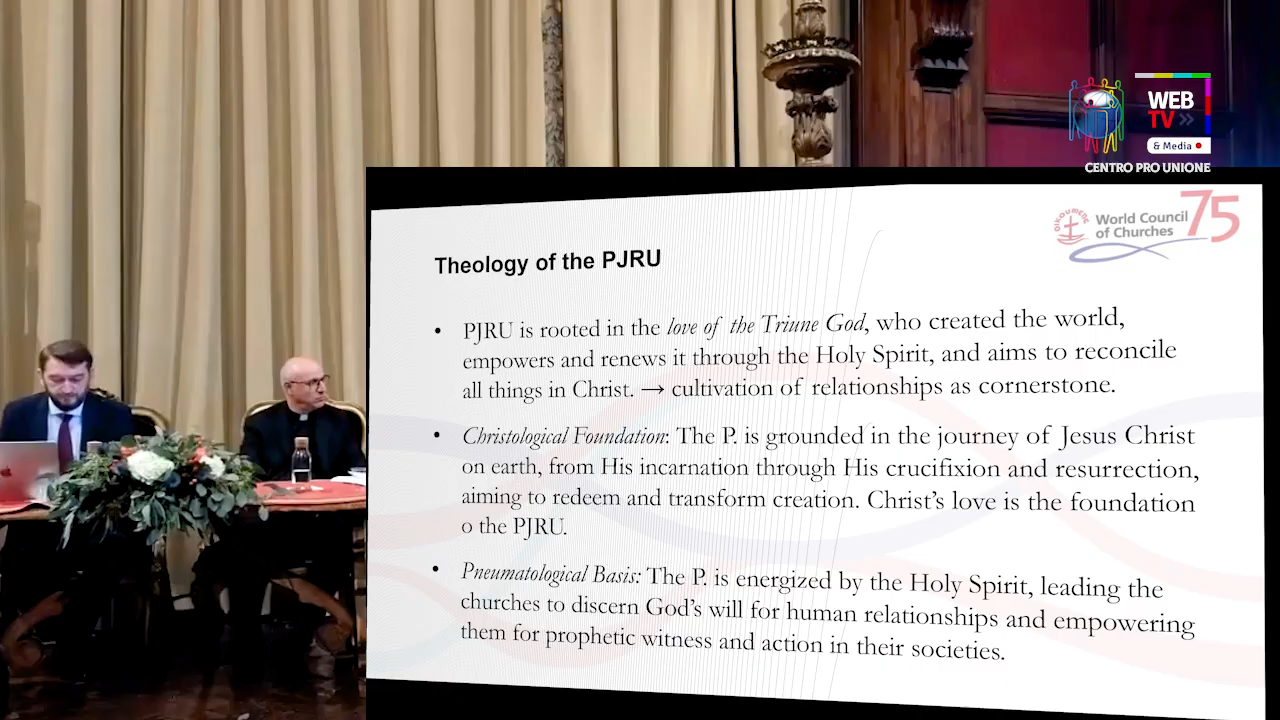 WEB
TV
& Media
CENTRO PRO UNIONE
ΟΙΚΟΥΜΕΝΗ
World Council
of Churches
75
Theology of the PJRU
• PJRU is rooted in the love of the Triune God, who created the world,
empowers and renews it through the Holy Spirit, and aims to reconcile
all things in Christ. → cultivation of relationships as cornerstone.
• Christological Foundation: The P. is grounded in the journey of Jesus Christ
on earth, from His incarnation through His crucifixion and resurrection,
aiming to redeem and transform creation. Christ’s love is the foundation
o the PJRU.
• Pneumatological Basis: The P. is energized by the Holy Spirit, leading the
churches to discern God’s will for human relationships and empowering
them for prophetic witness and action in their societies.